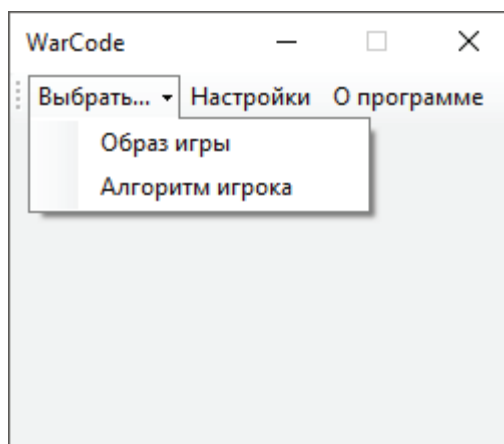 WarCode
Выбрать... Настройки О программе
Образ игры
Алгоритм игрока